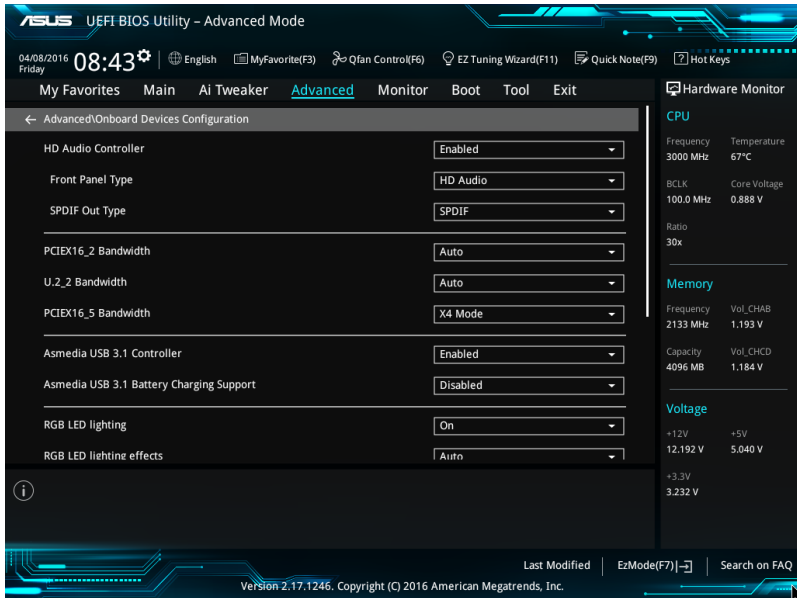 ASUS UEFI BIOS Utility – Advanced Mode
04/08/2016 Friday 08:43 English MyFavorite(F3) Qfan Control(F6) EZ Tuning Wizard(F11) Quick Note(F9) ? Hot Keys
My Favorites Main Ai Tweaker Advanced Monitor Boot Tool Exit
← Advanced\Onboard Devices Configuration
HD Audio Controller Enabled
Front Panel Type HD Audio
SPDIF Out Type SPDIF
PCIEX16_2 Bandwidth Auto
U.2_2 Bandwidth Auto
PCIEX16_5 Bandwidth X4 Mode
Asmedia USB 3.1 Controller Enabled
Asmedia USB 3.1 Battery Charging Support Disabled
RGB LED lighting On
RGB LED lighting effects Auto
Hardware Monitor
CPU
Frequency Temperature
3000 MHz 67°C
BCLK Core Voltage
100.0 MHz 0.888 V
Ratio
30x
Memory
Frequency Vol_CHAB
2133 MHz 1.193 V
Capacity Vol_CHCD
4096 MB 1.184 V
Voltage
+12V +5V
12.192 V 5.040 V
+3.3V
3.232 V
Last Modified EzMode(F7) Search on FAQ
Version 2.17.1246. Copyright (C) 2016 American Megatrends, Inc.